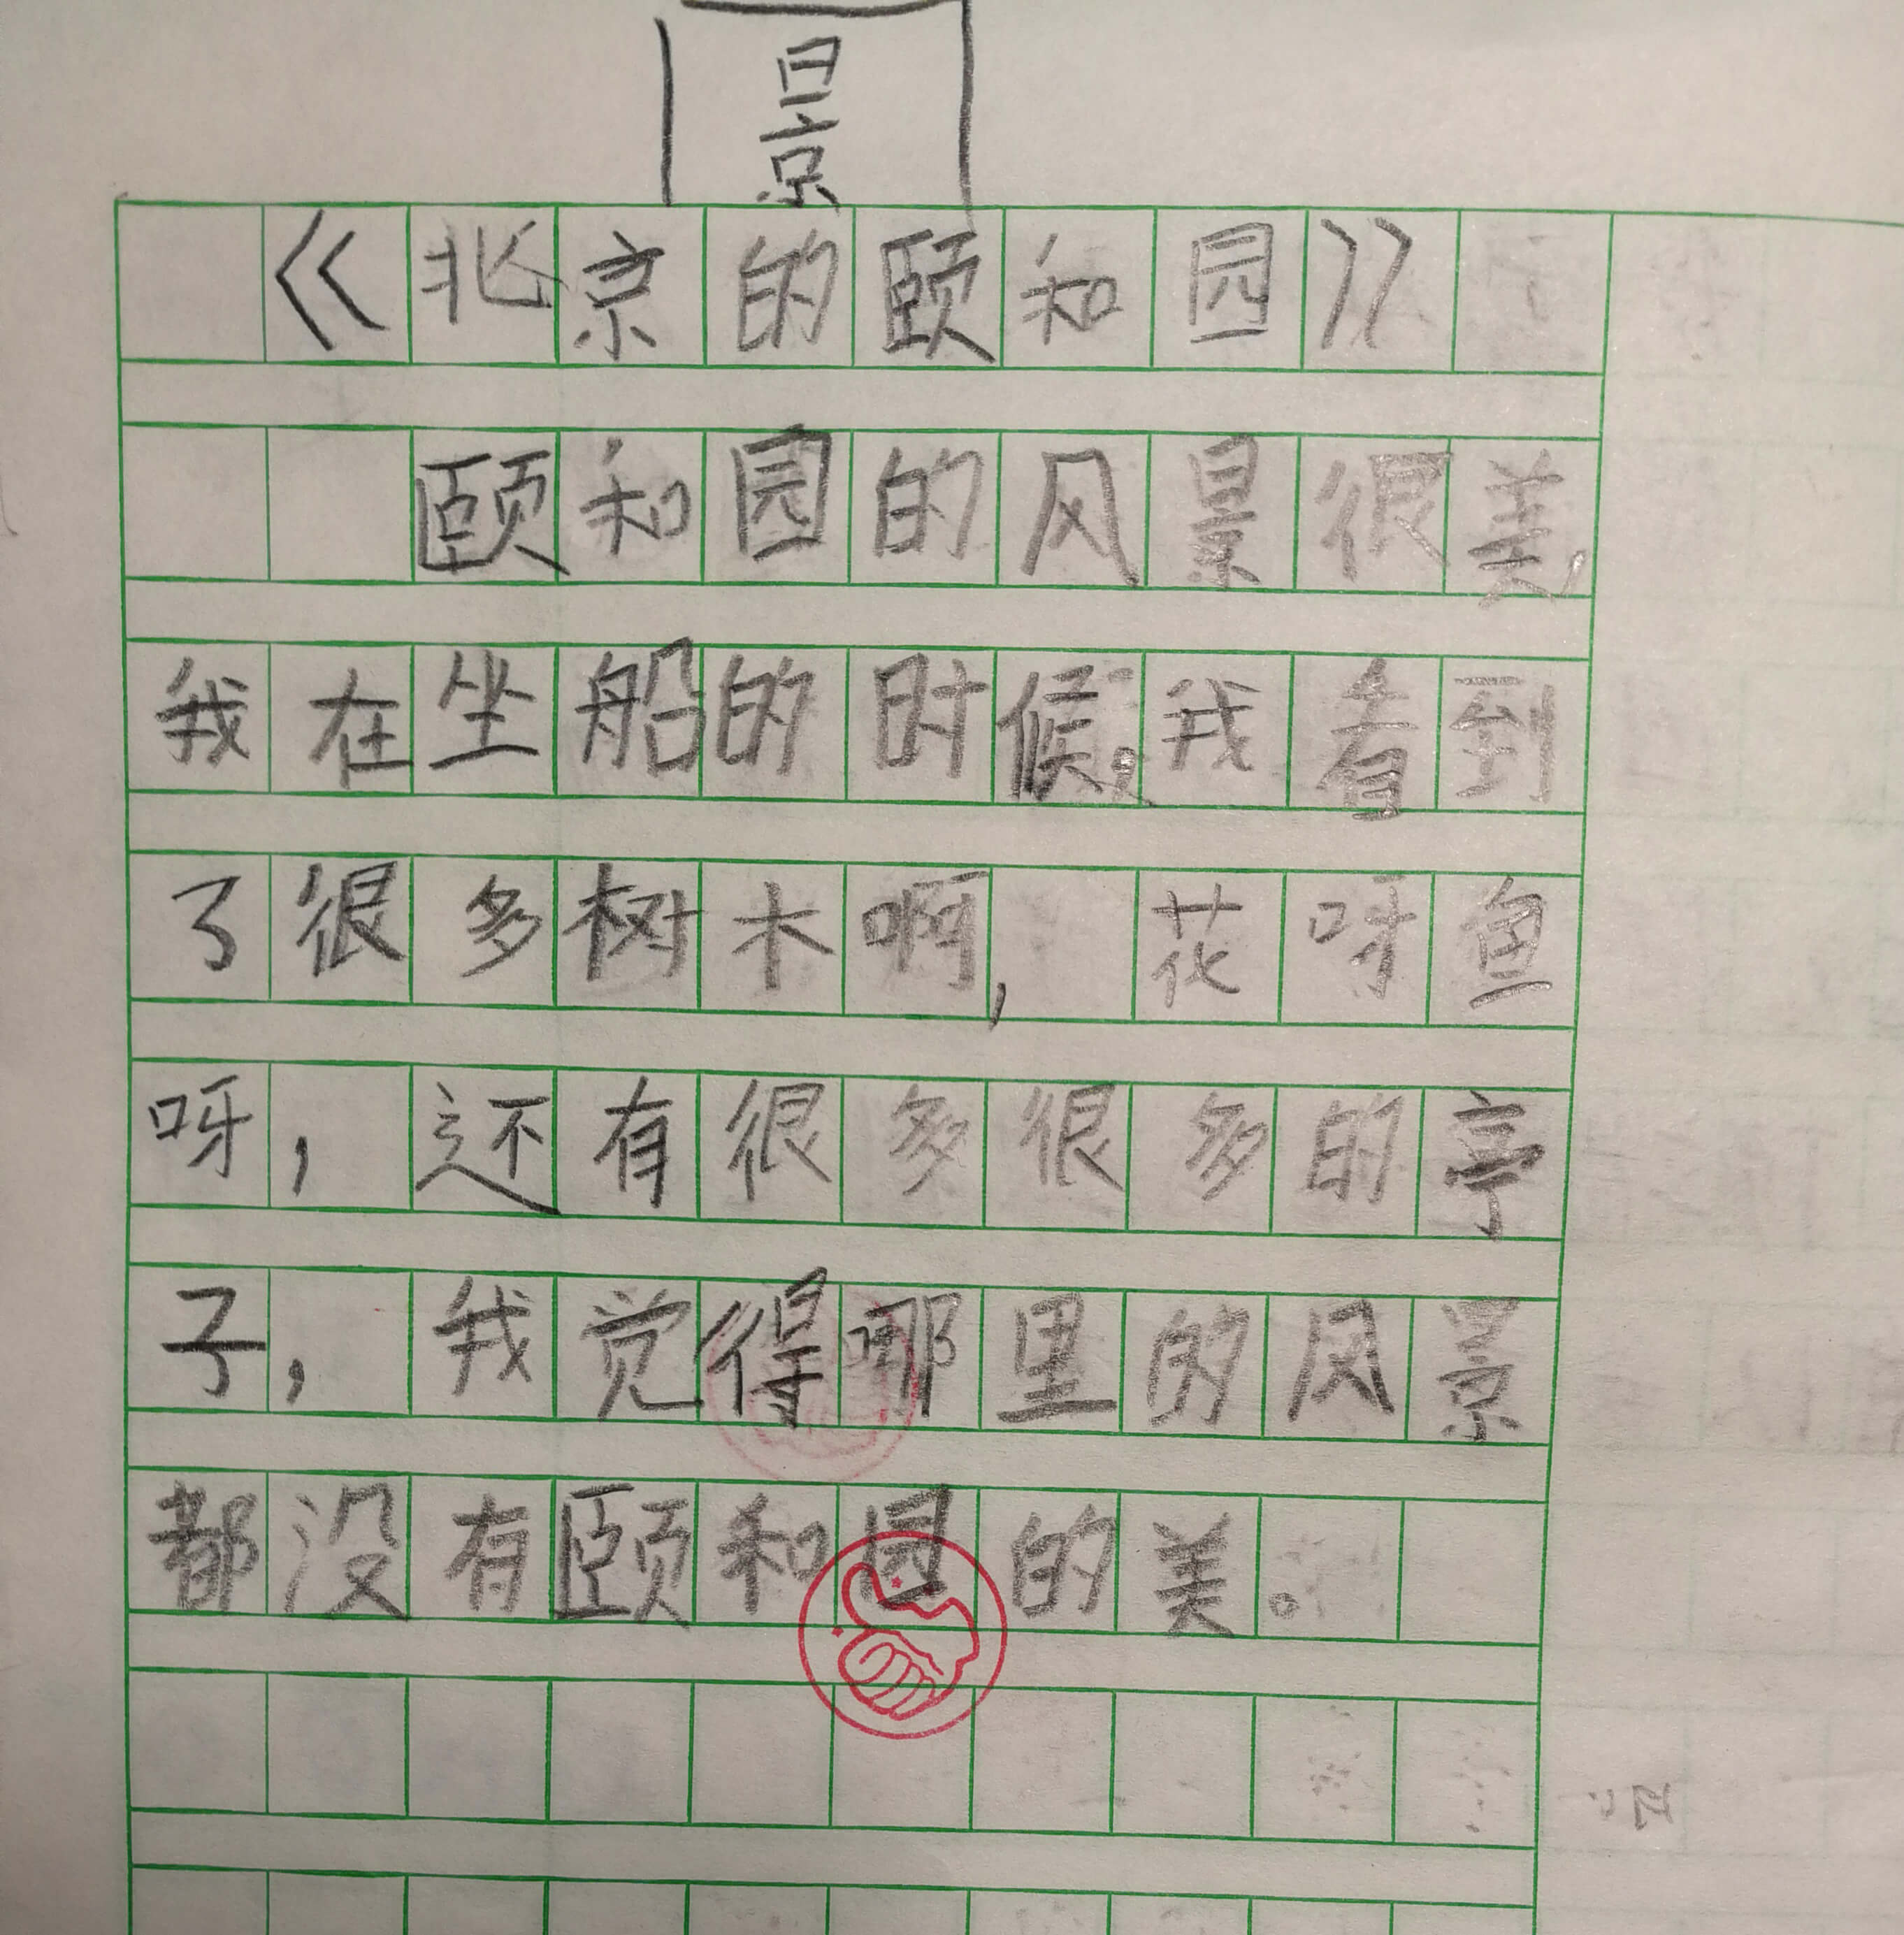 景
《北京的颐和园》
颐和园的风景很美,
我在坐船的时候,我看到
了很多树木啊,花呀鱼
呀,还有很多很多的亭
子,我觉得哪里的风景
都没有颐和园的美。